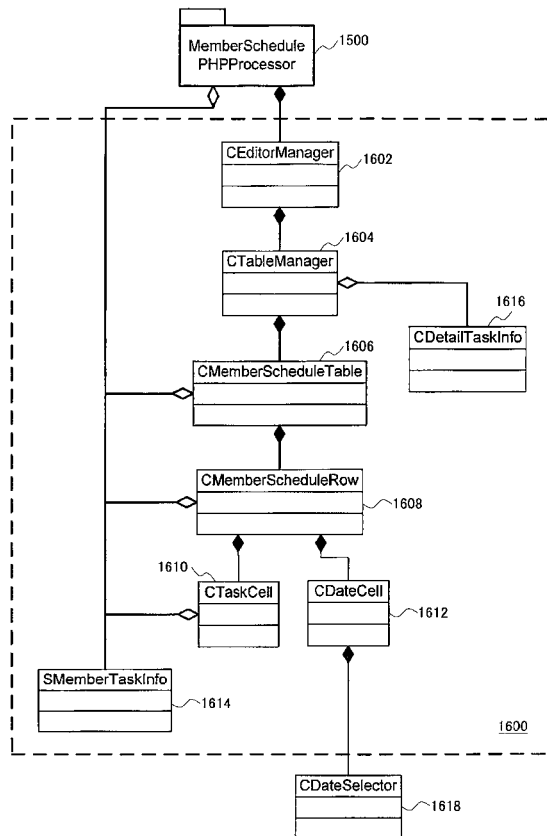 MemberSchedule
PHPProcessor
1500
CEditorManager
1602
1604
CTableManager
1616
CDetailTaskInfo
1606
CMemberScheduleTable
CMemberScheduleRow
1608
1610
CTaskCell
CDateCell
1612
SMemberTaskInfo
1614
1600
CDateSelector
1618